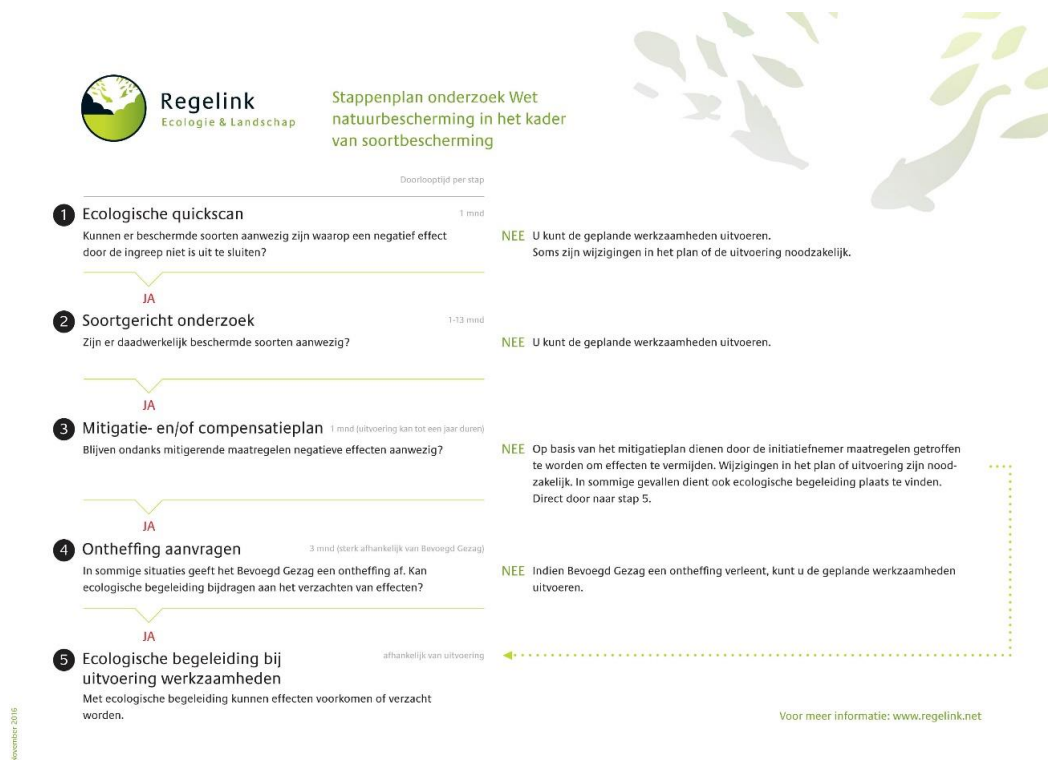 Regelink
Ecologie & Landschap
Stappenplan onderzoek Wet
natuurbescherming in het kader
van soortbescherming
Doorlooptijd per stap
1 Ecologische quickscan 1 mnd
Kunnen er beschermde soorten aanwezig zijn waarop een negatief effect
door de ingreep niet is uit te sluiten?
NEE U kunt de geplande werkzaamheden uitvoeren.
Soms zijn wijzigingen in het plan of de uitvoering noodzakelijk.
JA
2 Soortgericht onderzoek 1-13 mnd
Zijn er daadwerkelijk beschermde soorten aanwezig?
NEE U kunt de geplande werkzaamheden uitvoeren.
JA
3 Mitigatie- en/of compensatieplan 1 mnd (uitvoering kan tot een jaar duren)
Blijven ondanks mitigerende maatregelen negatieve effecten aanwezig?
NEE Op basis van het mitigatieplan dienen door de initiatiefnemer maatregelen getroffen
te worden om effecten te vermijden. Wijzigingen in het plan of uitvoering zijn nood-
zakelijk. In sommige gevallen dient ook ecologische begeleiding plaats te vinden.
Direct door naar stap 5.
JA
4 Ontheffing aanvragen 3 mnd (sterk afhankelijk van Bevoegd Gezag)
In sommige situaties geeft het Bevoegd Gezag een ontheffing af. Kan
ecologische begeleiding bijdragen aan het verzachten van effecten?
NEE Indien Bevoegd Gezag een ontheffing verleent, kunt u de geplande werkzaamheden
uitvoeren.
JA
5 Ecologische begeleiding bij afhankelijk van uitvoering
uitvoering werkzaamheden
Met ecologische begeleiding kunnen effecten voorkomen of verzacht
worden.
Voor meer informatie: www.regelink.net
november 2016